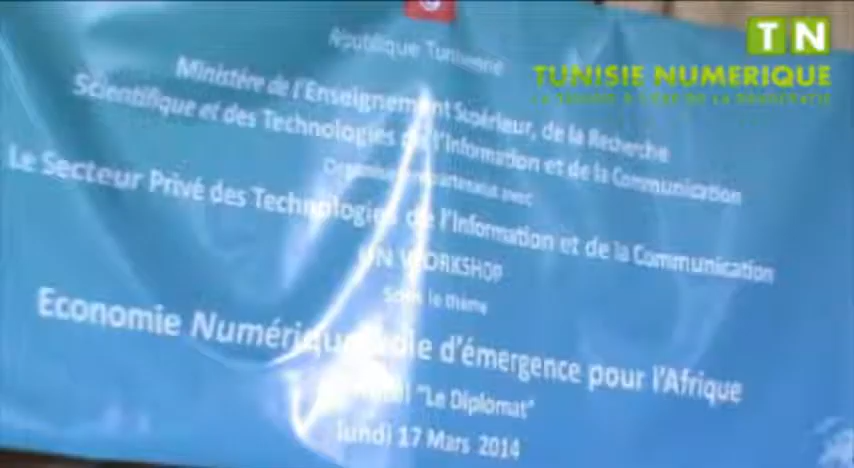 TN
TUNISIE NUMERIQUE
République Tunisienne
Ministère de l'Enseignement Supérieur, de la Recherche
Scientifique et des Technologies de l'Information et de la Communication
avec
Le Secteur Privé des Technologies de l'Information et de la Communication
UN WORKSHOP
Sous le thème
Economie Numérique d'émergence pour l'Afrique
"Le Diplomat"
lundi 17 Mars 2014